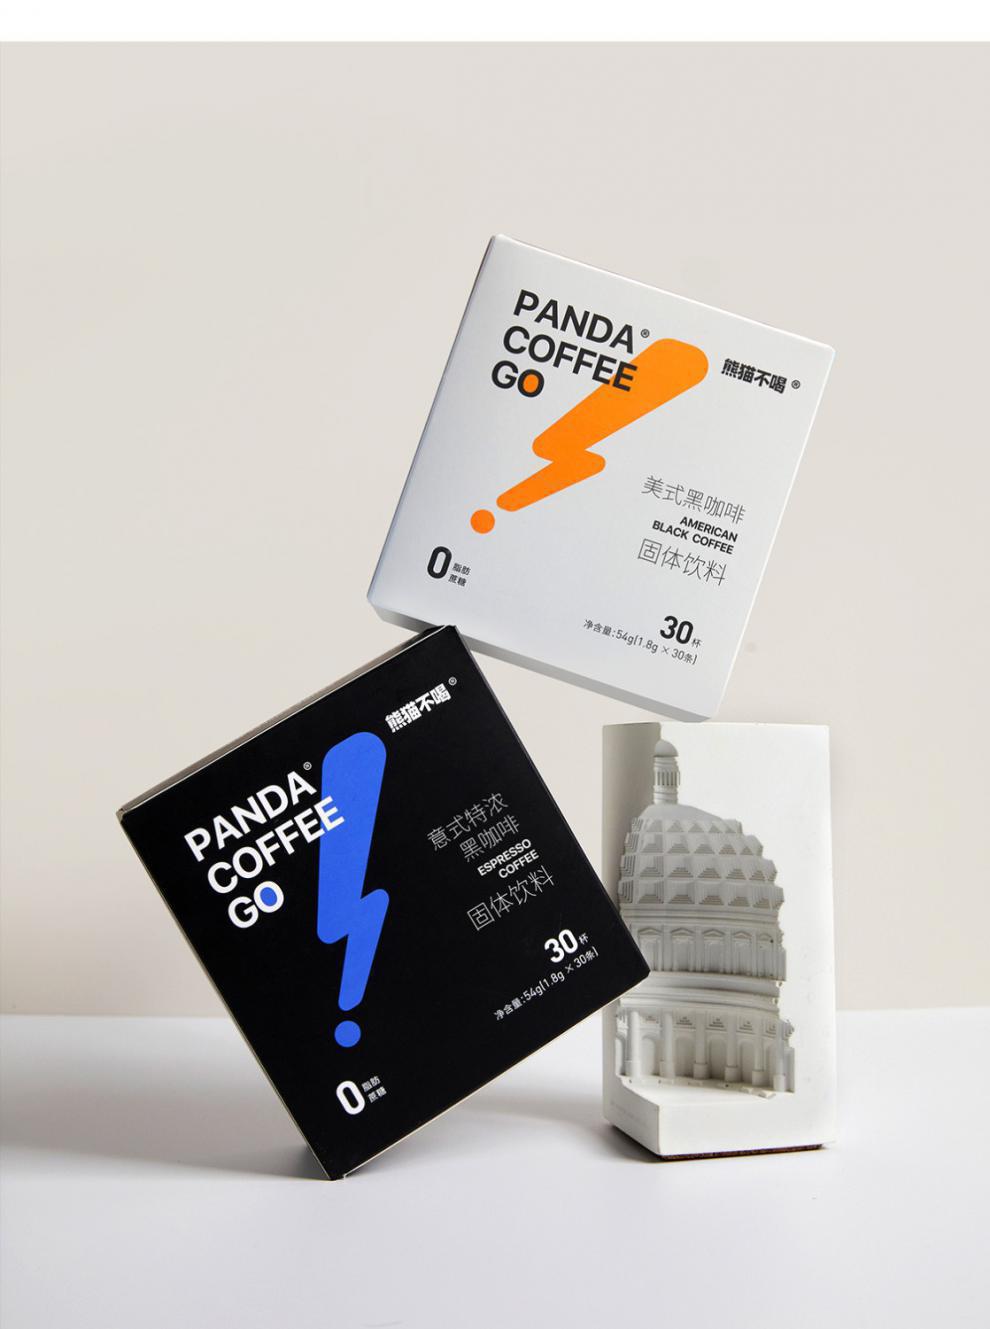 PANDA®
COFFEE
GO
熊猫不喝®
美式黑咖啡
AMERICAN
BLACK COFFEE
固体饮料
0 脂肪
蔗糖
30杯
净含量:54g(1.8g × 30条)
熊猫不喝®
PANDA®
COFFEE
GO
意式特浓
黑咖啡
ESPRESSO
COFFEE
固体饮料
30杯
净含量:54g(1.8g × 30条)
0 脂肪
蔗糖